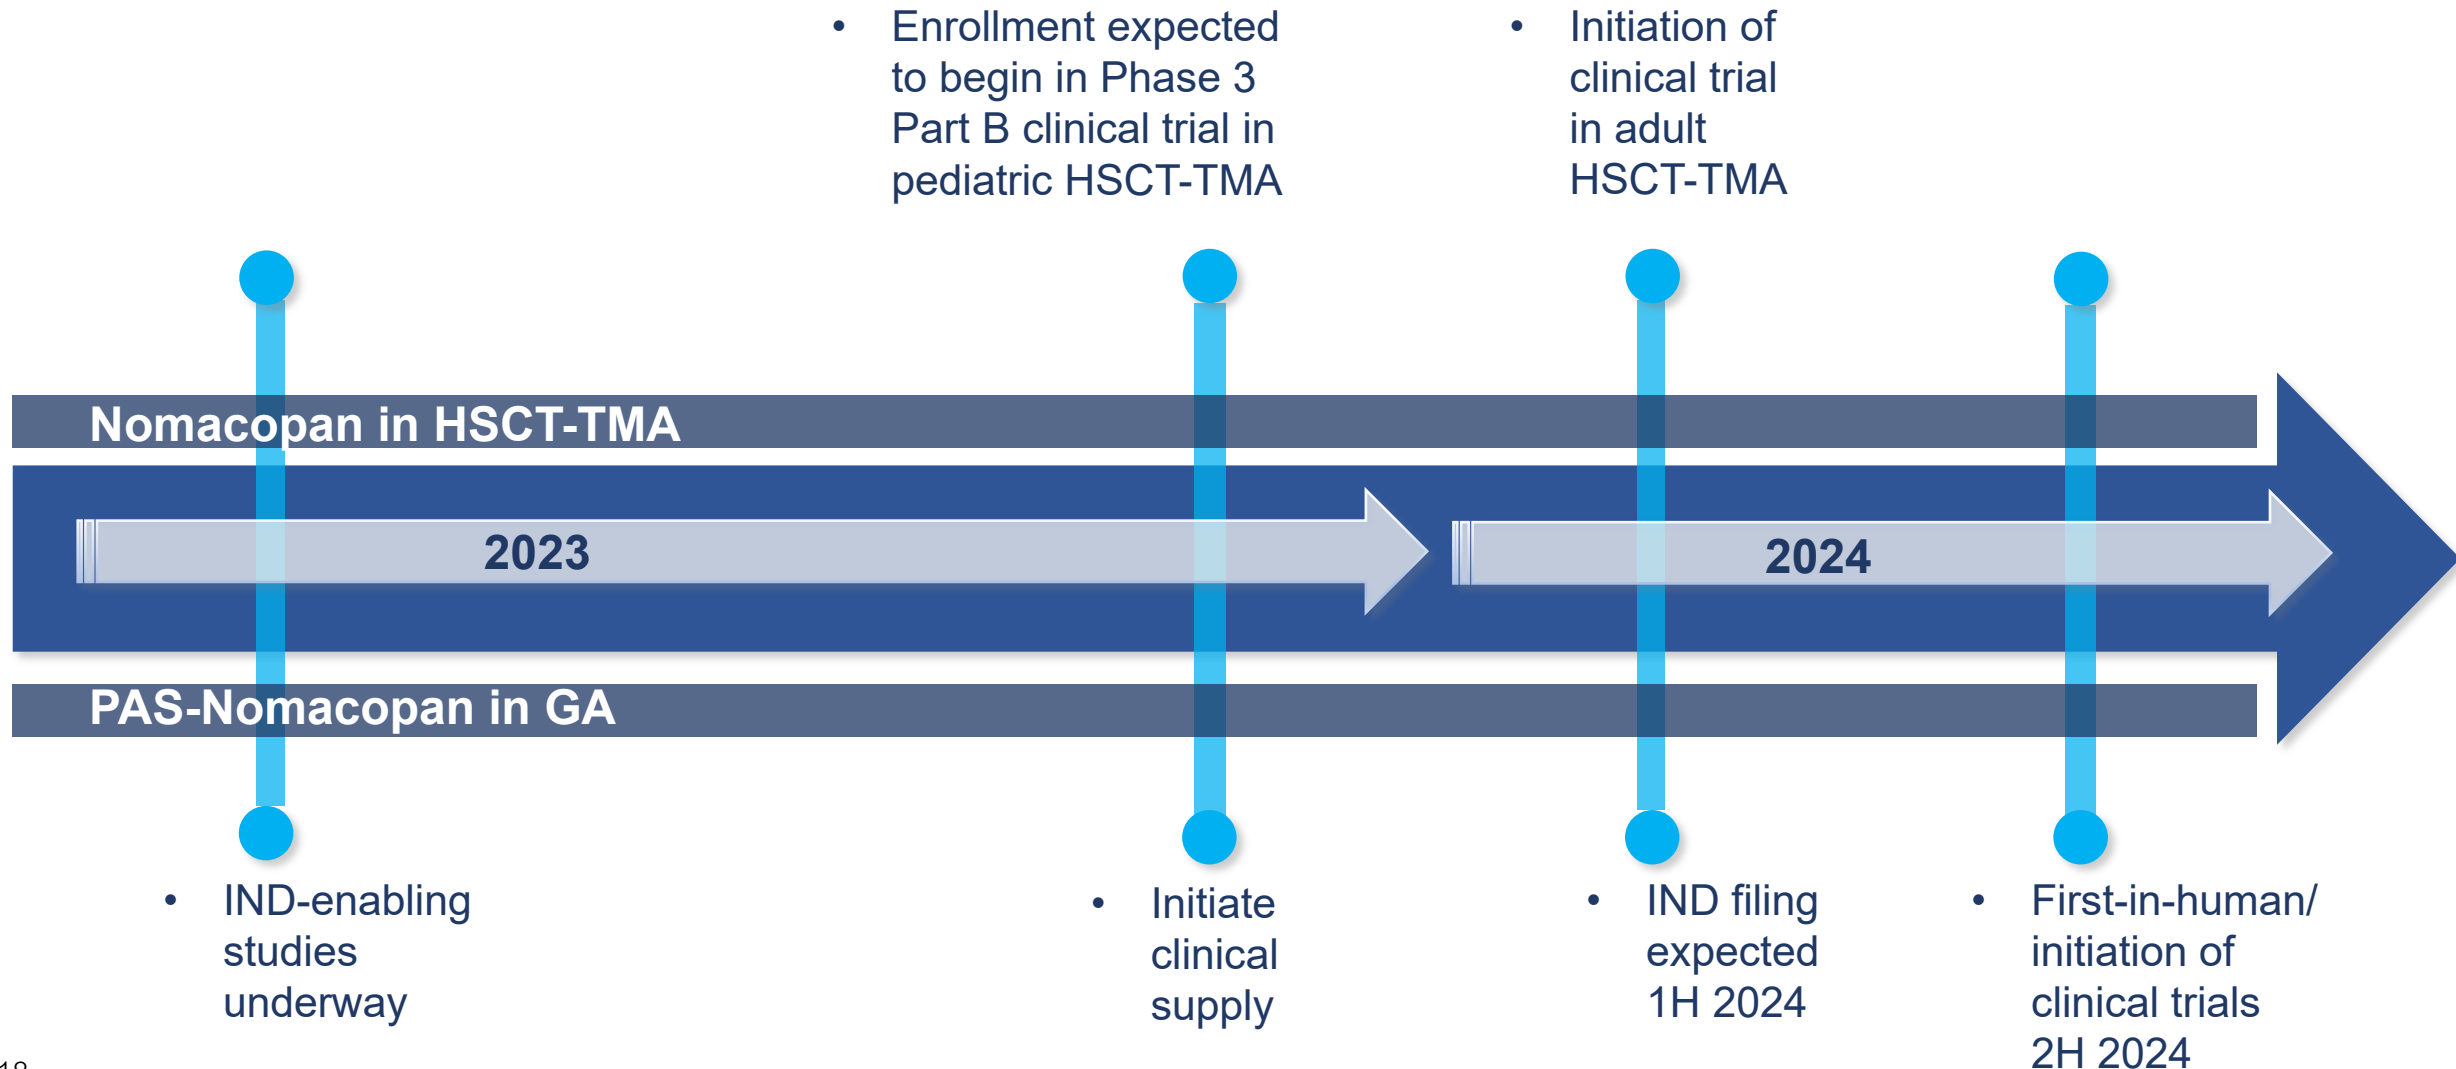 • Enrollment expected
to begin in Phase 3
Part B clinical trial in
pediatric HSCT-TMA
• Initiation of
clinical trial
in adult
HSCT-TMA
Nomacopan in HSCT-TMA
2023
2024
PAS-Nomacopan in GA
• IND-enabling
studies
underway
• Initiate
clinical
supply
• IND filing
expected
1H 2024
• First-in-human/
initiation of
clinical trials
2H 2024